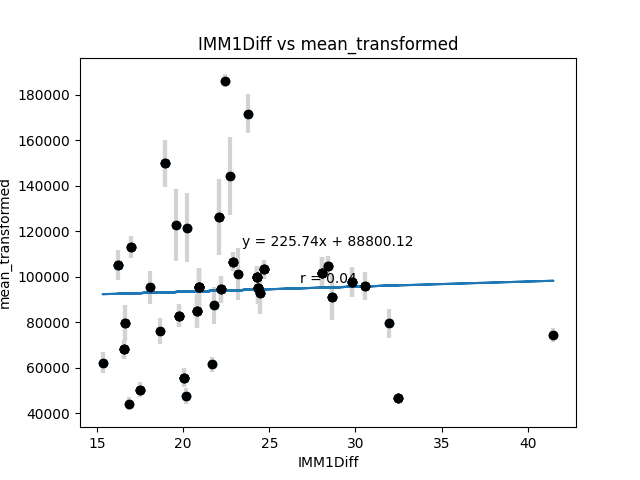 IMM1Diff vs mean_transformed
mean_transformed
180000
160000
140000
120000
100000
80000
60000
40000
y = 225.74x + 88800.12
r = 0.04
15 20 25 30 35 40
IMM1Diff